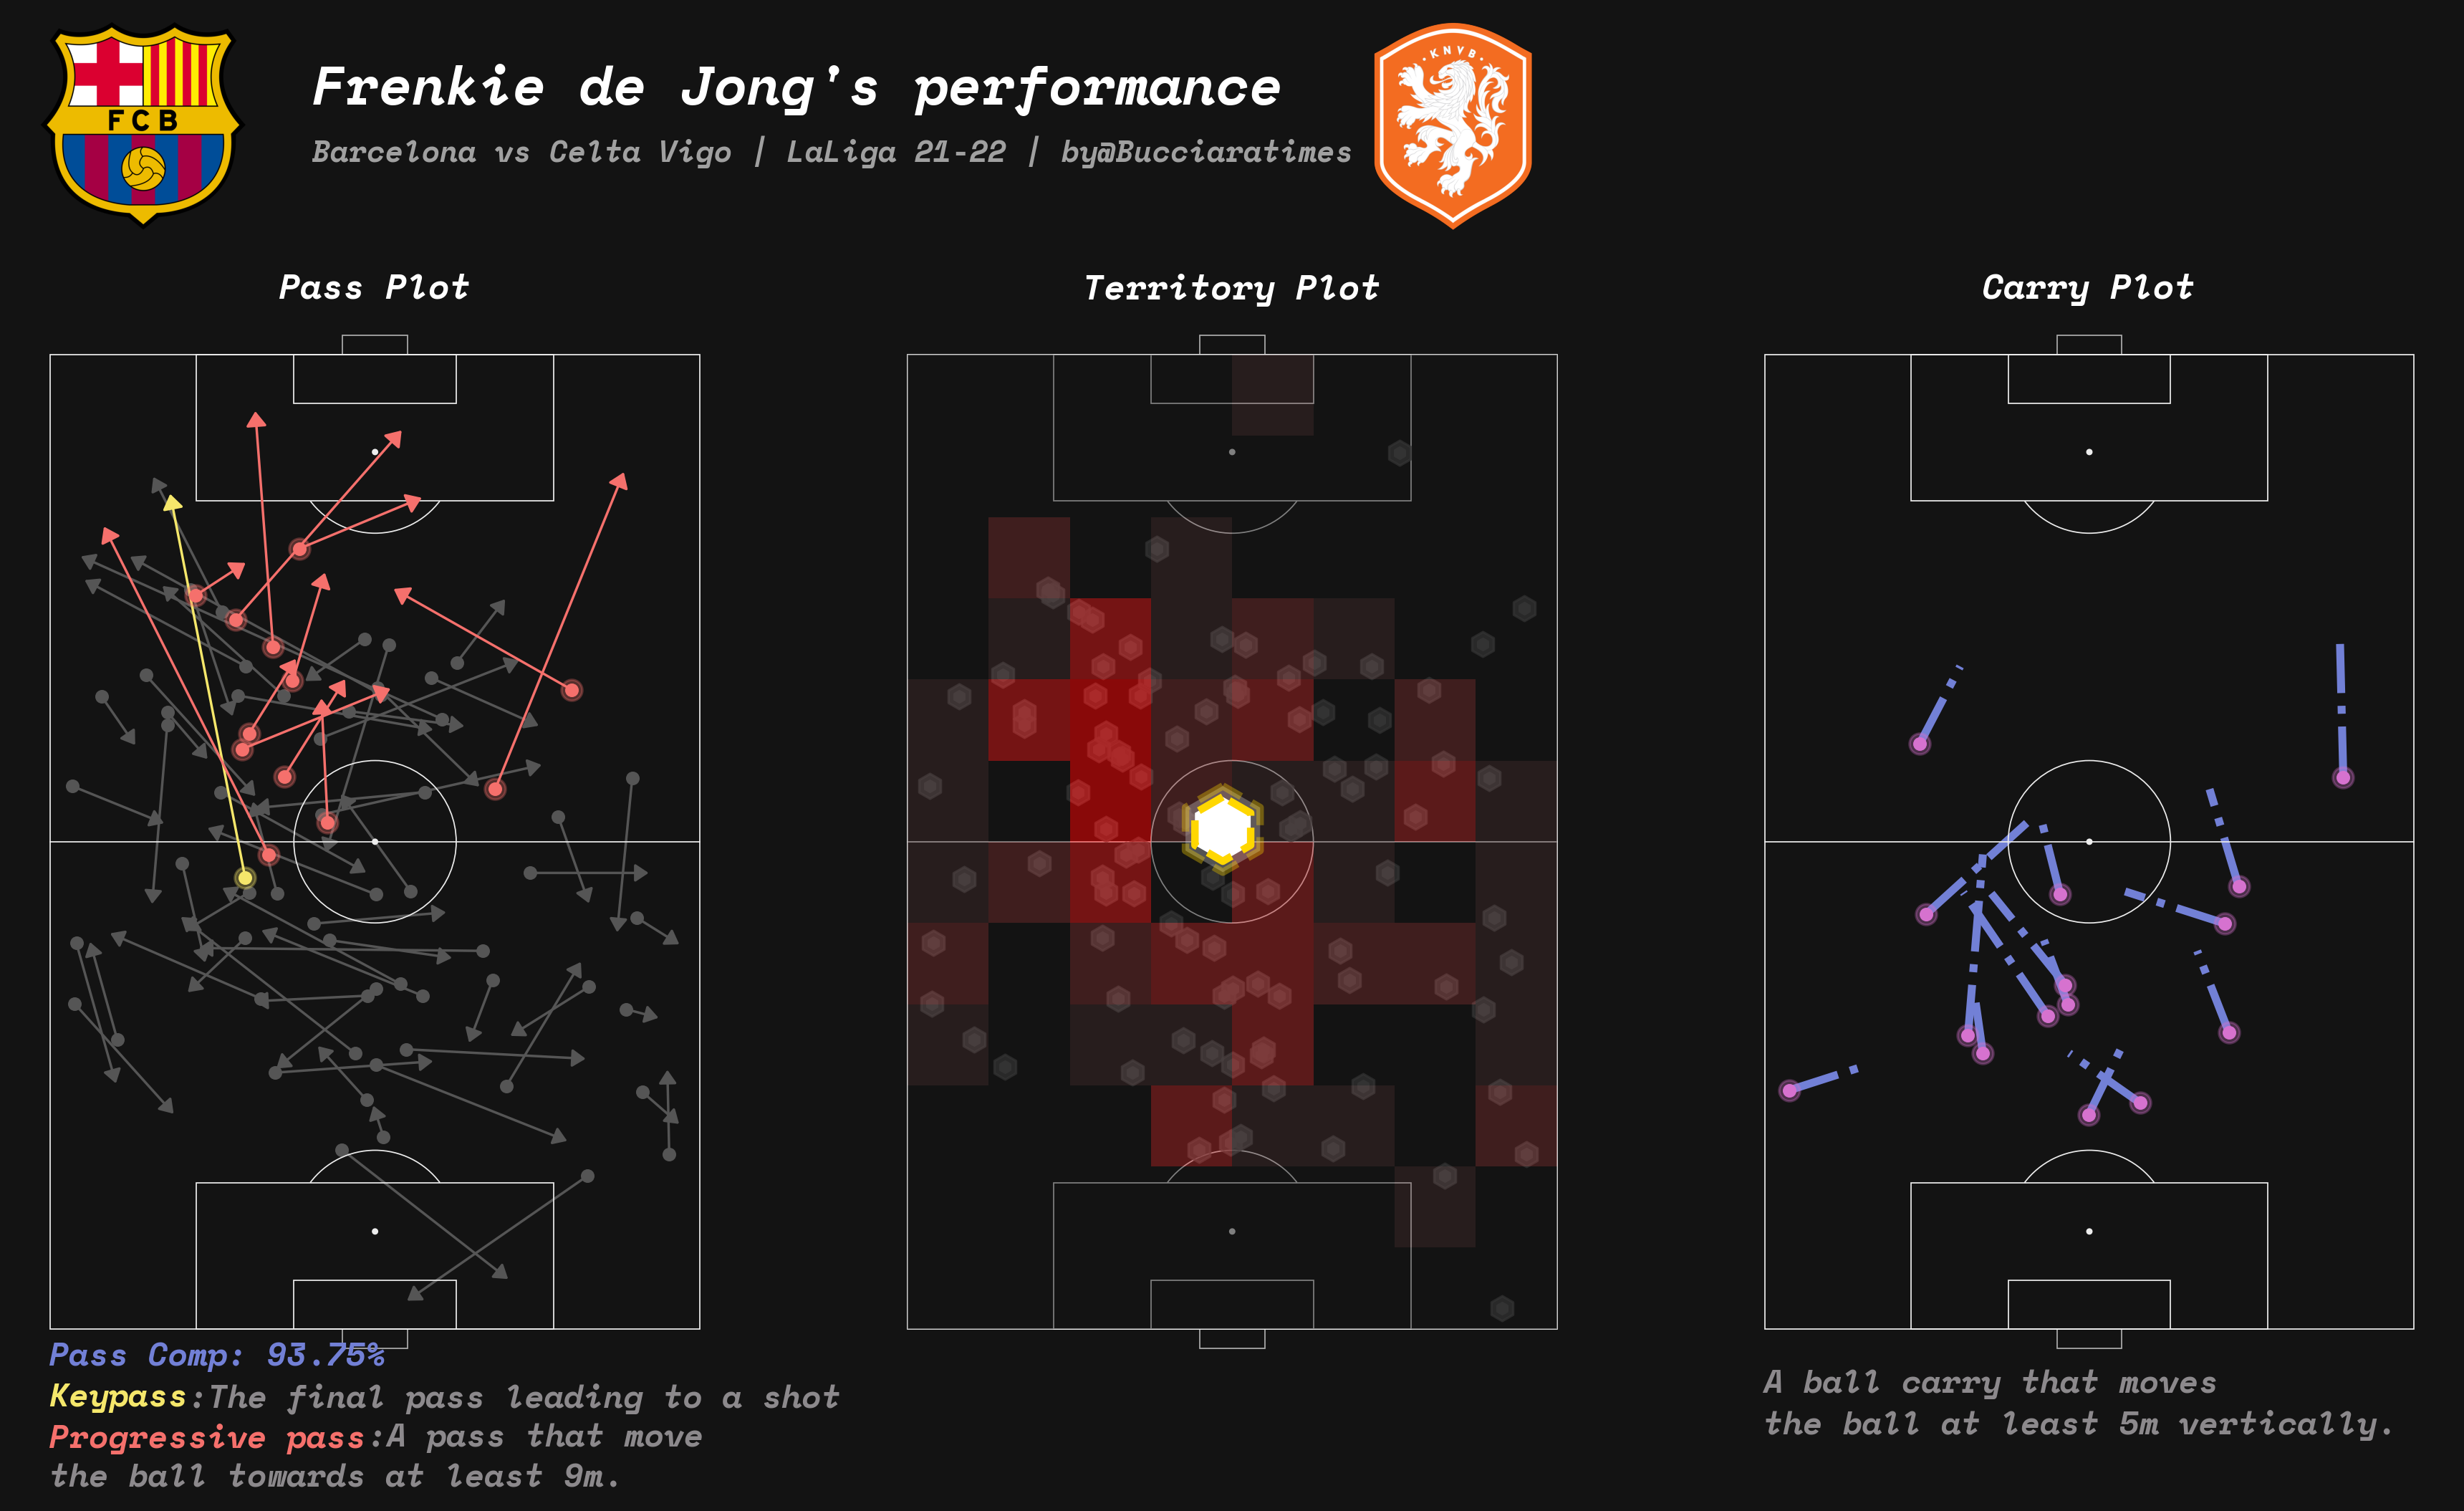 FCB
KNVB
Frenkie de Jong's performance
Barcelona vs Celta Vigo | LaLiga 21-22 | by@Bucciaratimes
Pass Plot
Territory Plot
Carry Plot
Pass Comp: 93.75%
Keypass:The final pass leading to a shot
Progressive pass:A pass that move
the ball towards at least 9m.
A ball carry that moves
the ball at least 5m vertically.